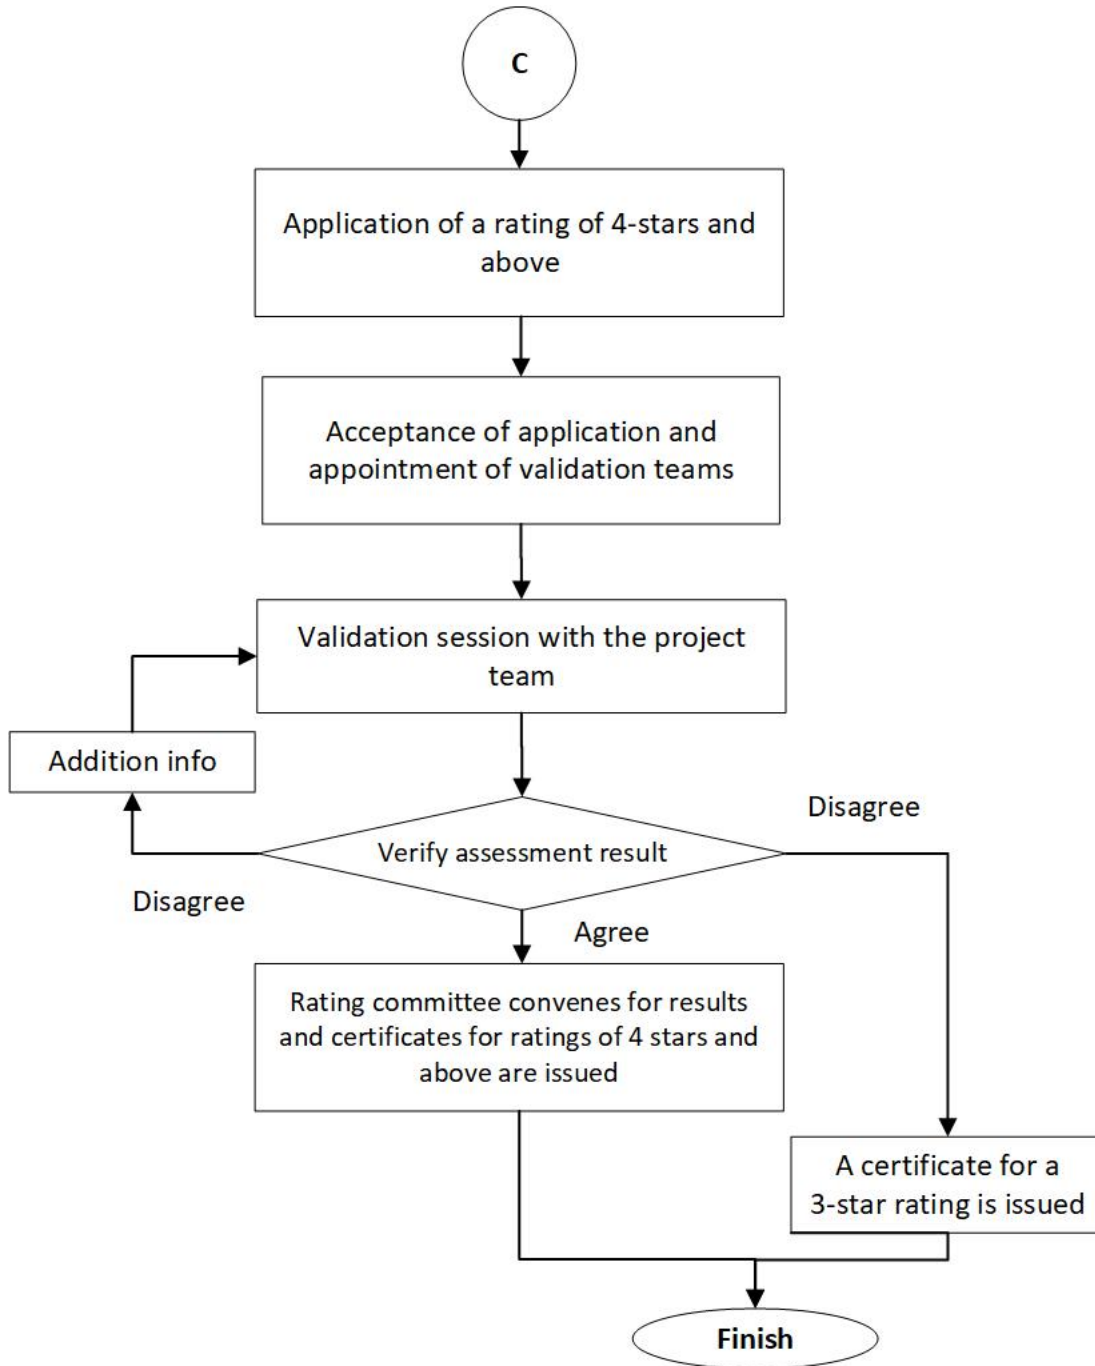 C
Application of a rating of 4-stars and
above
Acceptance of application and
appointment of validation teams
Validation session with the project
team
Addition info
Disagree
Verify assessment result
Disagree
Agree
Rating committee convenes for results
and certificates for ratings of 4 stars and
above are issued
A certificate for a
3-star rating is issued
Finish